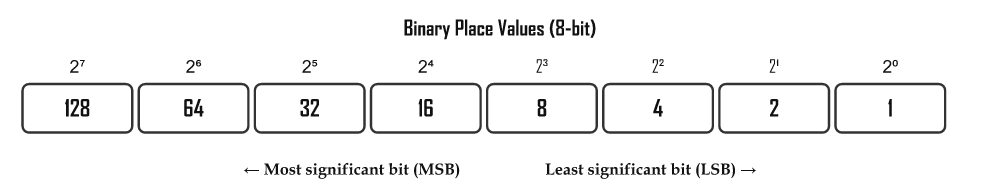 Binary Place Values (8-bit)
2⁷ 2⁶ 2⁵ 2⁴ 2³ 2² 2¹ 2⁰
128 64 32 16 8 4 2 1
← Most significant bit (MSB) Least significant bit (LSB) →